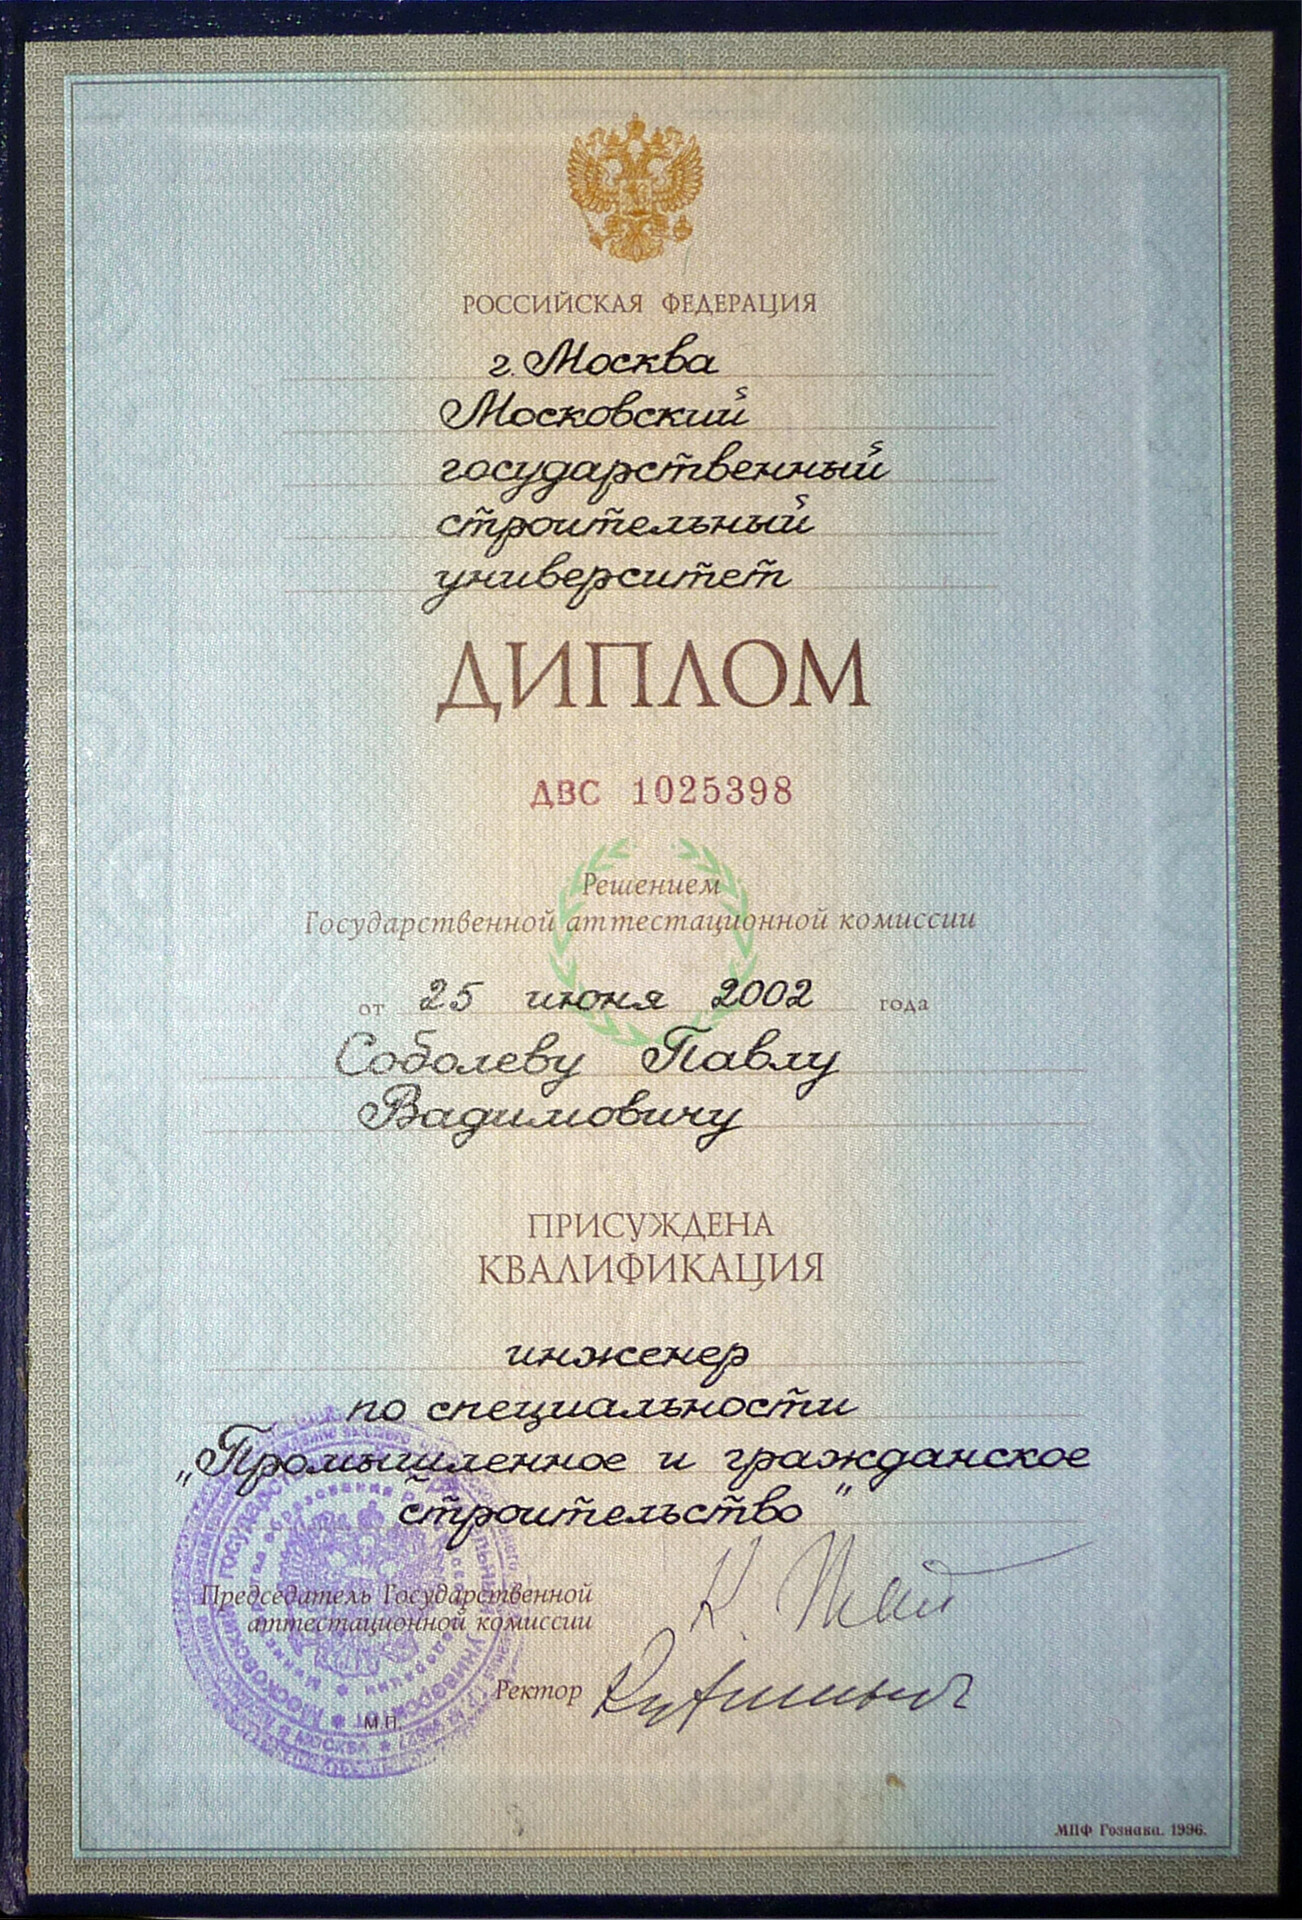 РОССИЙСКАЯ ФЕДЕРАЦИЯ
г. Москва
Московский
государственный
строительный
университет
ДИПЛОМ
ДВС 1025398
Решением
Государственной аттестационной комиссии
от 25 июня 2002 года
Соболеву Павлу
Вадимовичу
ПРИСУЖДЕНА
КВАЛИФИКАЦИЯ
инженер
по специальности
„Промышленное и гражданское
строительство"
Председатель Государственной
аттестационной комиссии
Ректор
М.П.
МПФ Гознака. 1996.